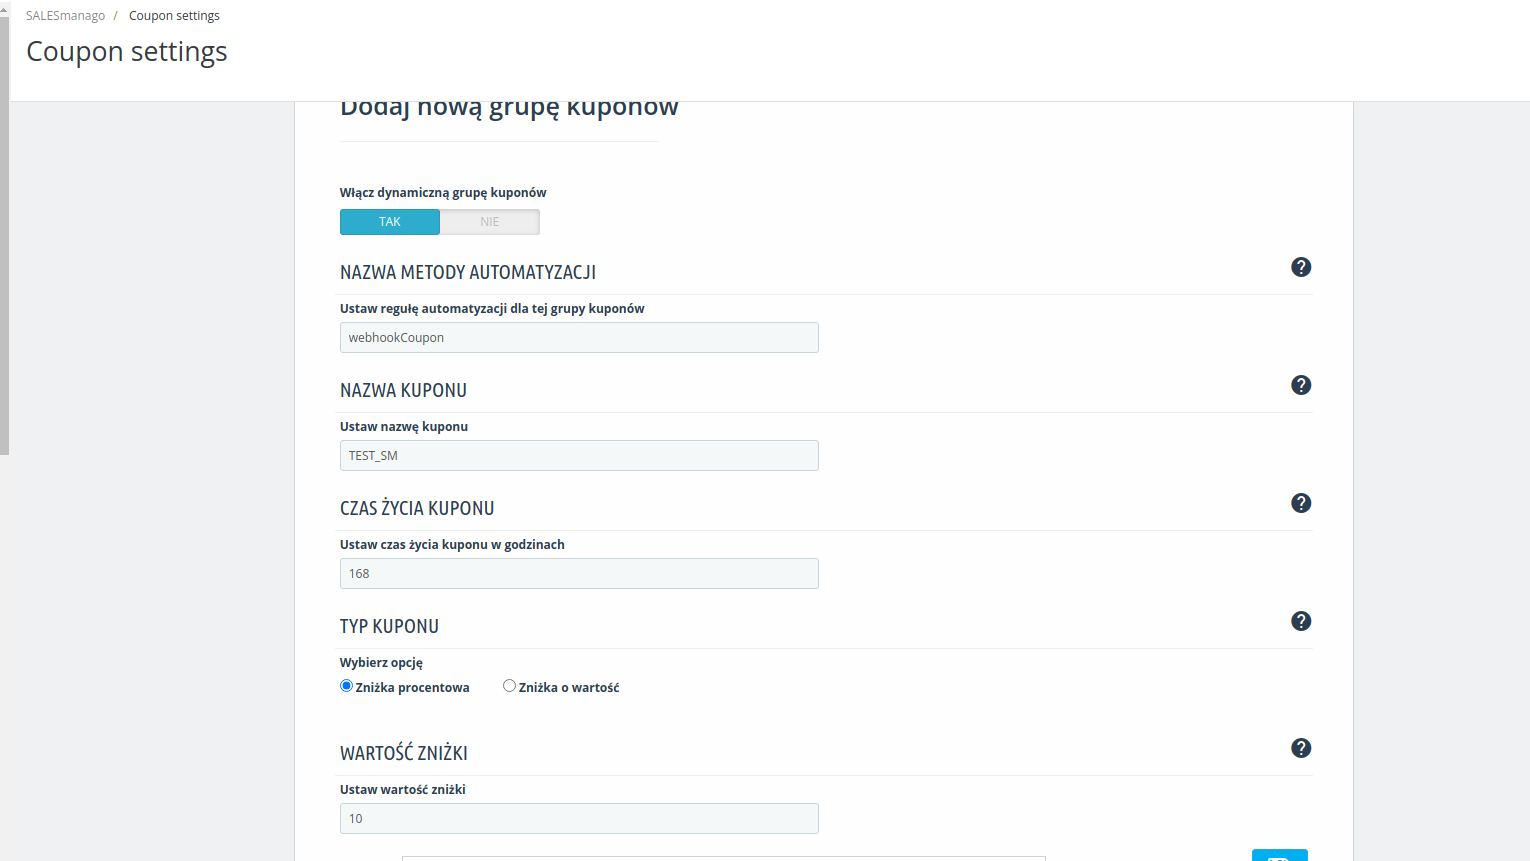 SALESmanago / Coupon settings
Coupon settings
Dodaj nową grupę kuponów
Włącz dynamiczną grupę kuponów
TAK NIE
NAZWA METODY AUTOMATYZACJI
Ustaw regułę automatyzacji dla tej grupy kuponów
webhookCoupon
NAZWA KUPONU
Ustaw nazwę kuponu
TEST_SM
CZAS ŻYCIA KUPONU
Ustaw czas życia kuponu w godzinach
168
TYP KUPONU
Wybierz opcję
Zniżka procentowa Zniżka o wartość
WARTOŚĆ ZNIŻKI
Ustaw wartość zniżki
10